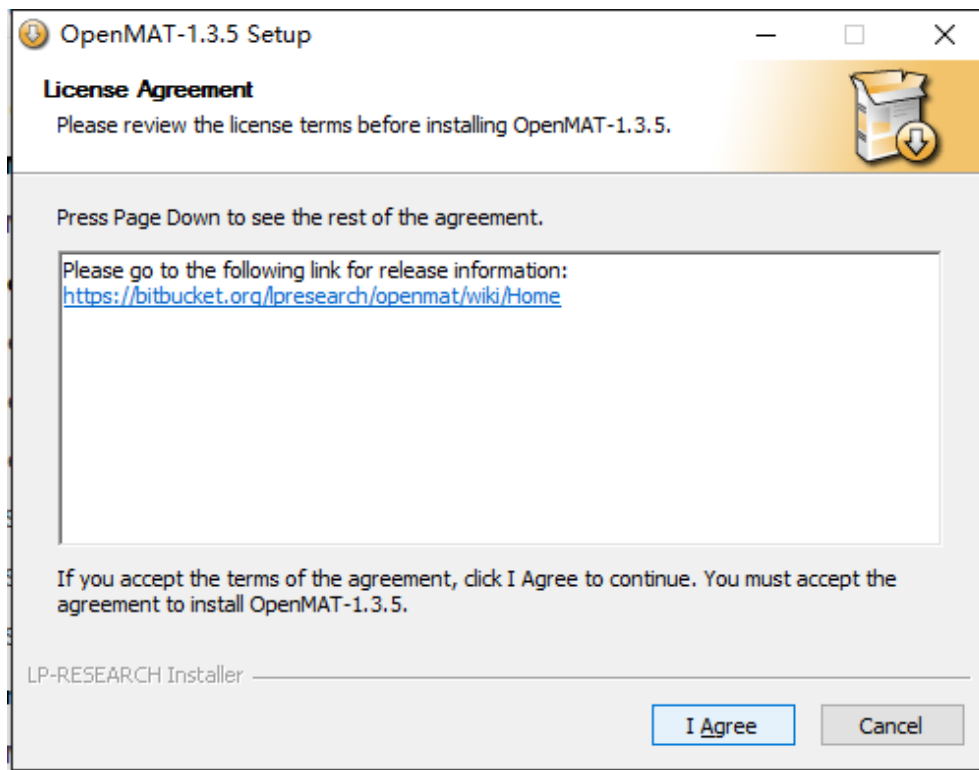 OpenMAT-1.3.5 Setup
License Agreement
Please review the license terms before installing OpenMAT-1.3.5.
Press Page Down to see the rest of the agreement.
Please go to the following link for release information:
https://bitbucket.org/lpresearch/openmat/wiki/Home
If you accept the terms of the agreement, click I Agree to continue. You must accept the
agreement to install OpenMAT-1.3.5.
LP-RESEARCH Installer
I Agree
Cancel